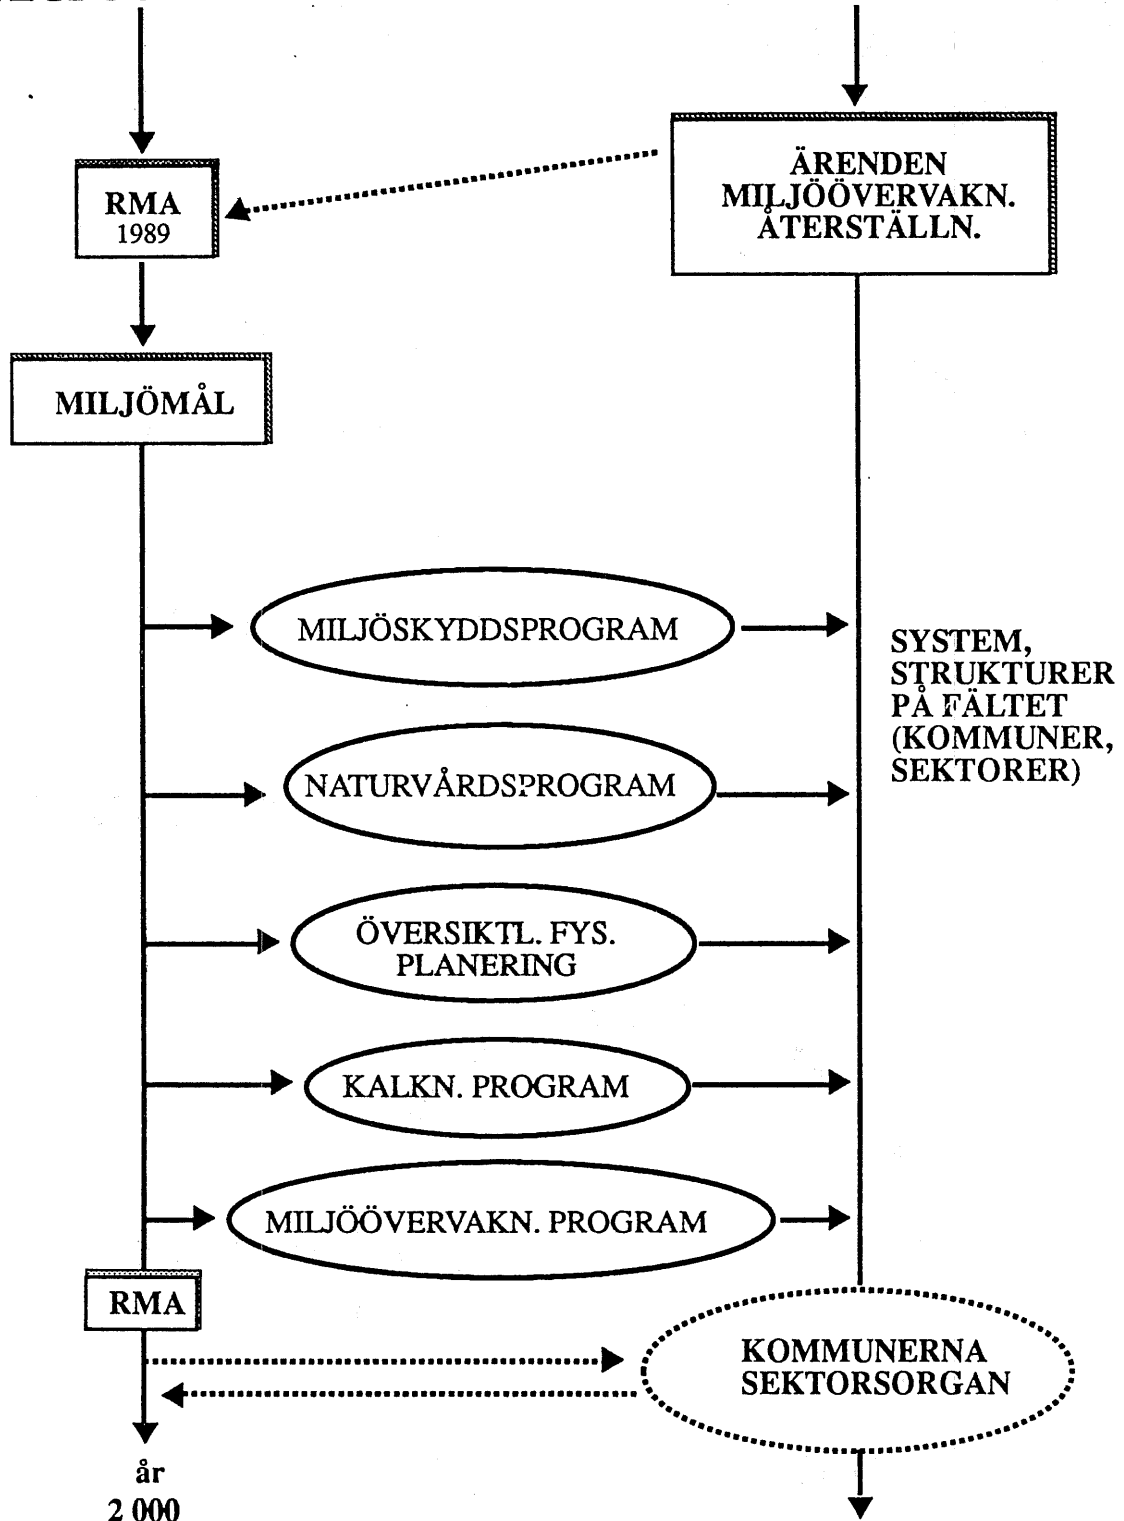 ÄRENDEN
MILJÖÖVERVAKN.
ÅTERSTÄLLN.
RMA
1989
MILJÖMÅL
MILJÖSKYDDSPROGRAM
SYSTEM,
STRUKTURER
PÅ FÄLTET
(KOMMUNER,
SEKTORER)
NATURVÅRDSPROGRAM
ÖVERSIKTL. FYS.
PLANERING
KALKN. PROGRAM
MILJÖÖVERVAKN. PROGRAM
RMA
KOMMUNERNA
SEKTORSORGAN
år
2 000